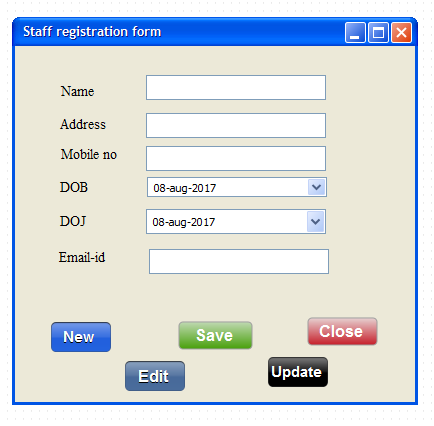 Staff registration form
Name
Address
Mobile no
DOB 08-aug-2017
DOJ 08-aug-2017
Email-id
New Save Close
Edit Update